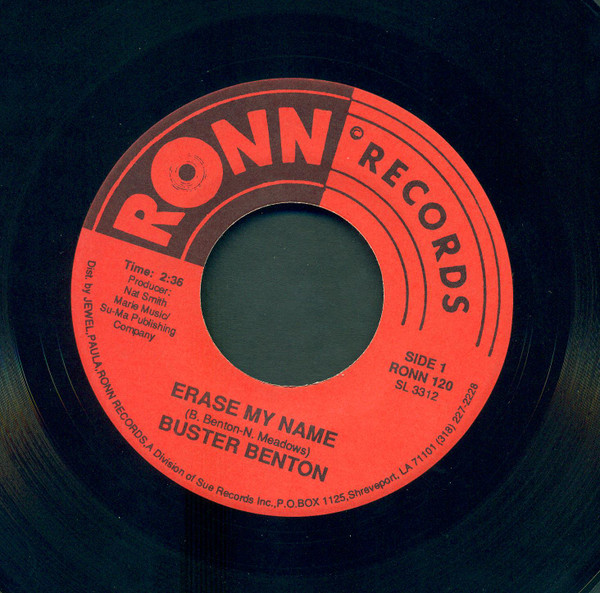 RONN
© RECORDS
Time: 2:36
Producer:
Nat Smith
Marie Music/
Su-Ma Publishing
Company
SIDE 1
RONN 120
SL 3312
ERASE MY NAME
(B. Benton-N. Meadows)
BUSTER BENTON
Dist. by JEWEL,PAULA,RONN RECORDS,A Division of Sue Records Inc.,P.O.BOX 1125,Shreveport, LA 71101 (318) 227-2228